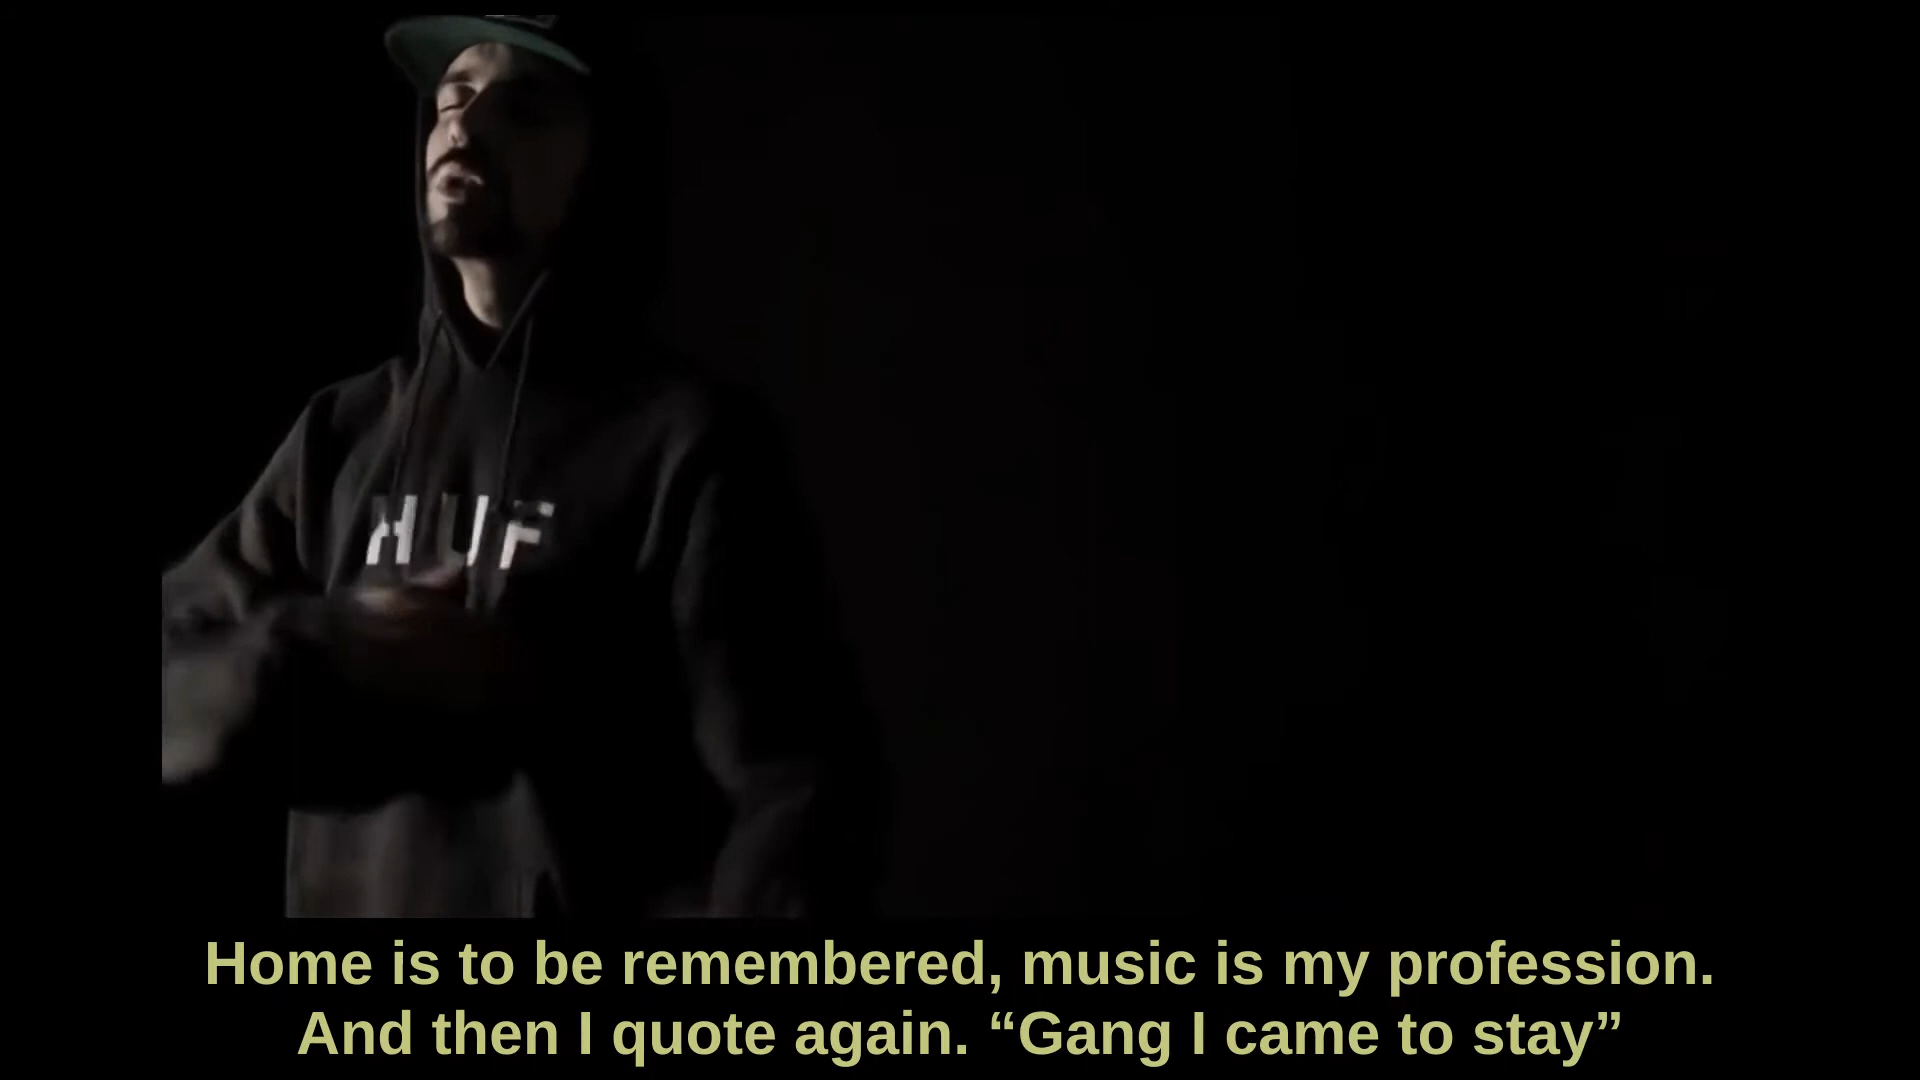 HUF
Home is to be remembered, music is my profession.
And then I quote again. “Gang I came to stay”